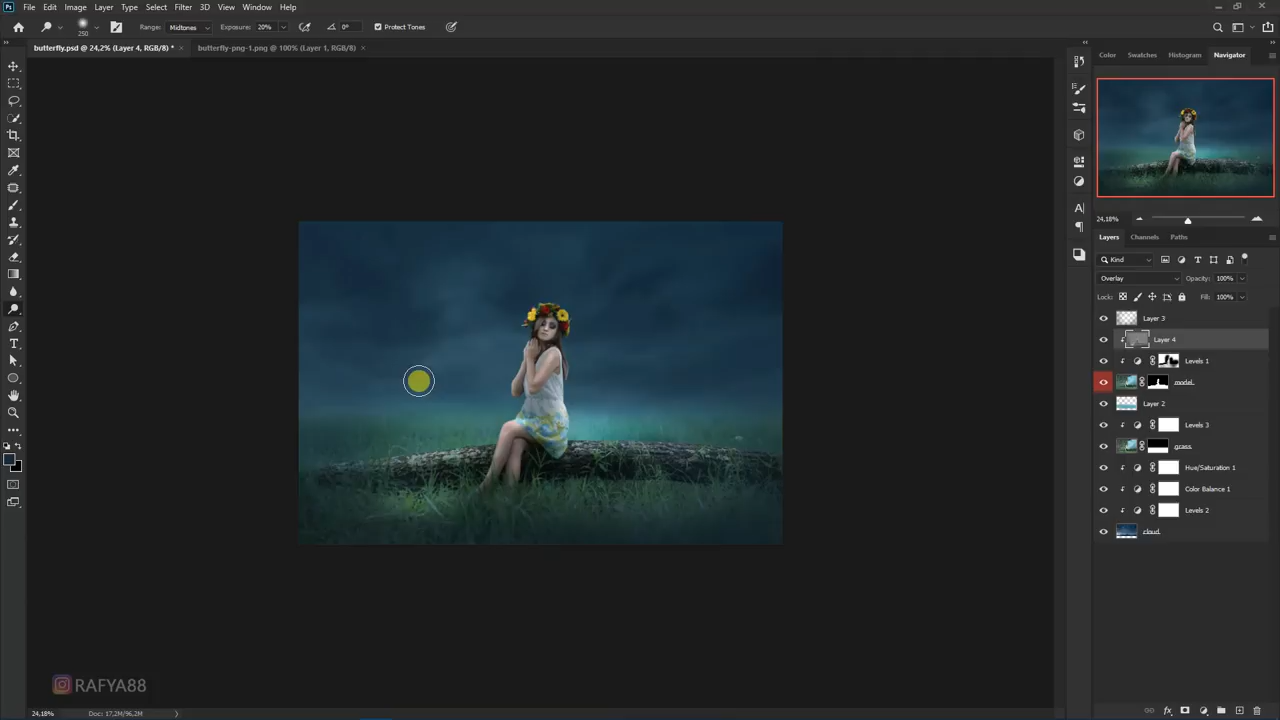 Ps File Edit Image Layer Type Select Filter 3D View Window Help
250 Range: Midtones Exposure: 20% 0° Protect Tones
butterfly.psd @ 24,2% (Layer 4, RGB/8) * × butterfly-png-1.png @ 100% (Layer 1, RGB/8) ×
Color Swatches Histogram Navigator
24,18%
Layers Channels Paths
Kind
Overlay Opacity: 100%
Lock: Fill: 100%
Layer 3
Layer 4
Levels 1
model
Layer 2
Levels 3
grass
Hue/Saturation 1
Color Balance 1
Levels 2
cloud
RAFYA88
24,18% Doc: 17,2M/96,2M